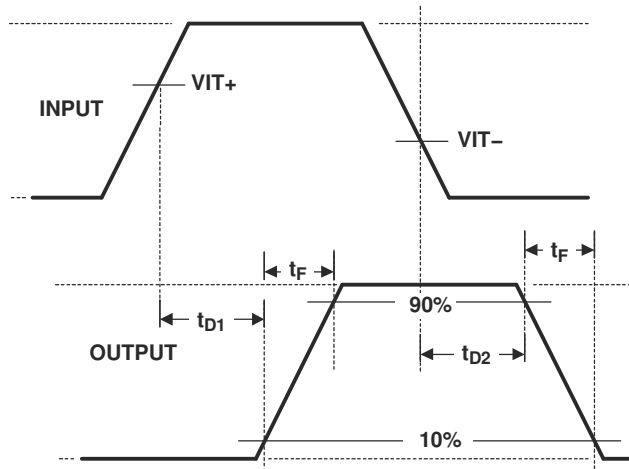 VIT+
INPUT
VIT−
tF
tF
90%
tD1
OUTPUT
tD2
10%